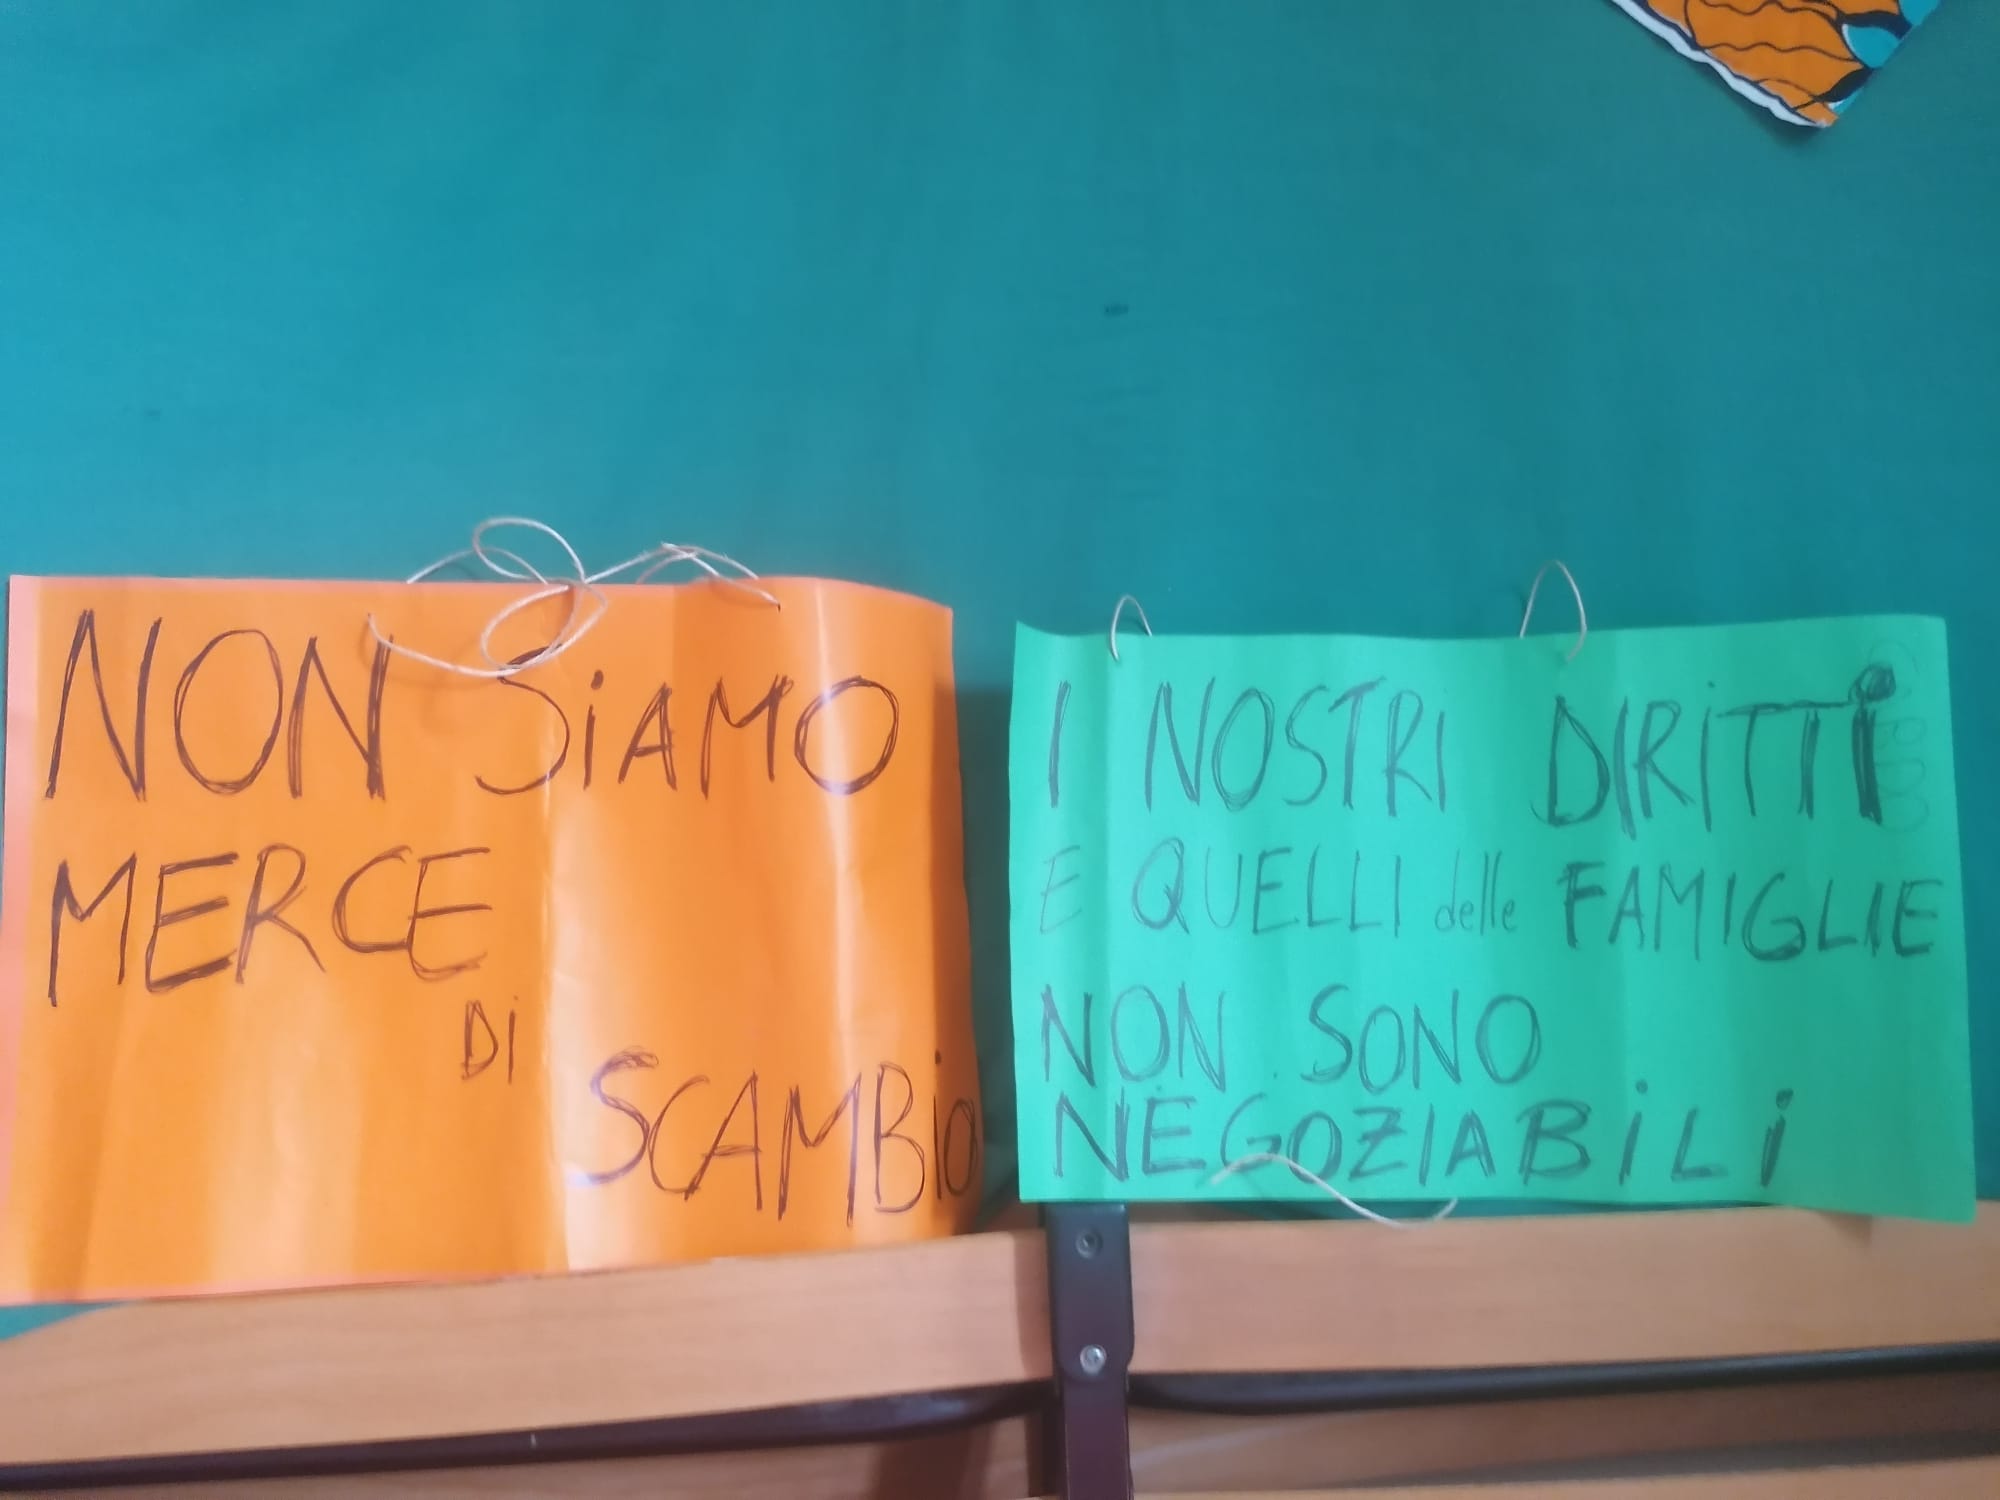 NON SiAMO
MERCE
Di
SCAMBiO
I NOSTRI DIRiTTi
E QUELLI delle FAMIGLIE
NON SONO
NEGOZIABiLi